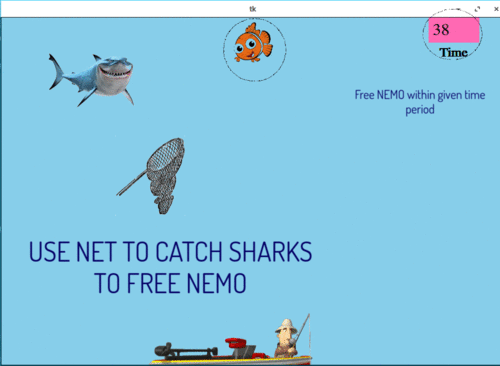 tk
38
Time
Free NEMO within given time
period
USE NET TO CATCH SHARKS
TO FREE NEMO